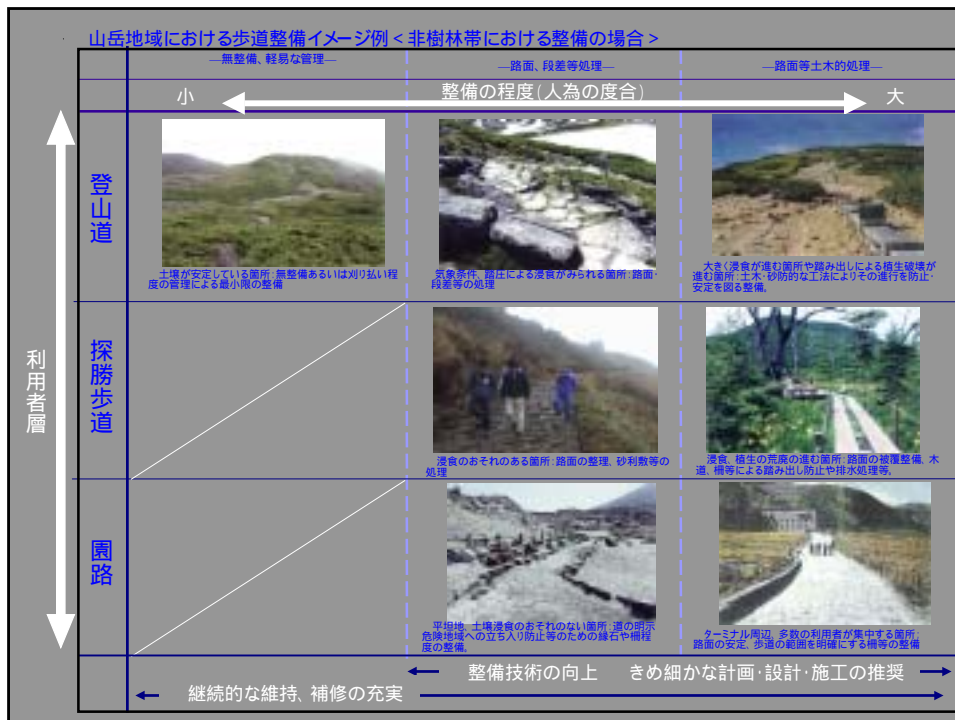 山岳地域における歩道整備イメージ例<非樹林帯における整備の場合>
―無整備、軽易な管理―
―路面、段差等処理―
―路面等土木的処理―
小
整備の程度(人為の度合)
大
利用者層
登山道
土壌が安定している箇所:無整備あるいは刈り払い程
度の管理による最小限の整備
気象条件、踏圧による浸食がみられる箇所:路面・
段差等の処理
大きく浸食が進む箇所や踏み出しによる植生破壊が
進む箇所:土木・砂防的な工法によりその進行を防止・
安定を図る整備。
探勝歩道
浸食のおそれのある箇所:路面の整理、砂利敷等の
処理
浸食、植生の荒廃の進む箇所:路面の被覆整備、木
道、柵等による踏み出し防止や排水処理等。
園路
平坦地、土壌浸食のおそれのない箇所:道の明示
危険地域への立ち入り防止等のための縁石や柵程
度の整備。
ターミナル周辺、多数の利用者が集中する箇所:
路面の安定、歩道の範囲を明確にする柵等の整備
整備技術の向上 きめ細かな計画・設計・施工の推奨
継続的な維持、補修の充実